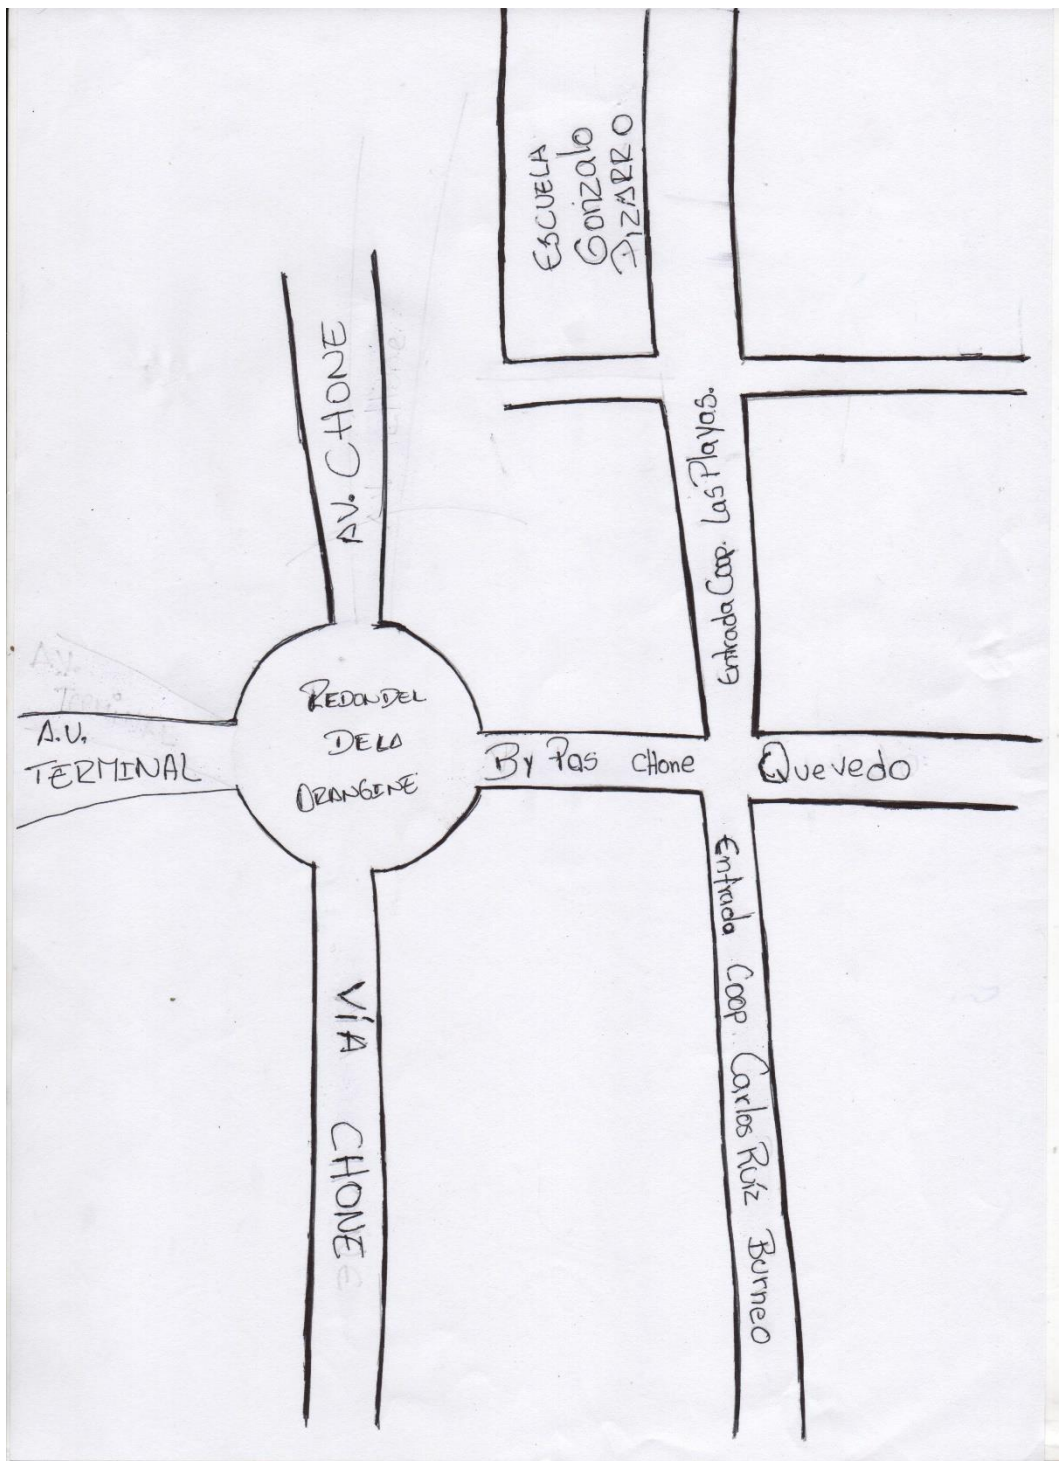 ESCUELA
Gonzalo
PIZARRO.
AV. CHONE
Entrada Coop. Las Playas.
REDONDEL
DE LA
ORANGINE
A.V.
TERMINAL
By Pas CHone Quevedo
Entrada Coop. Carlos Ruíz Burneo
VÍA CHONE